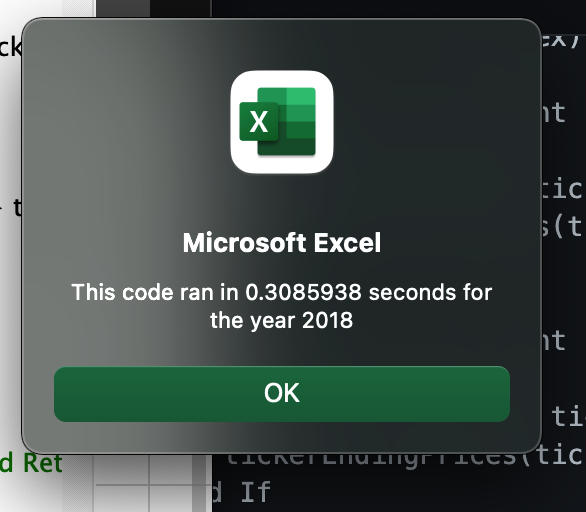 ck
ex)
nt
X
tic
t
s(t
Microsoft Excel
This code ran in 0.3085938 seconds for
the year 2018
nt
OK
ti
d Ret
tickerEndingPrices(tic
d If